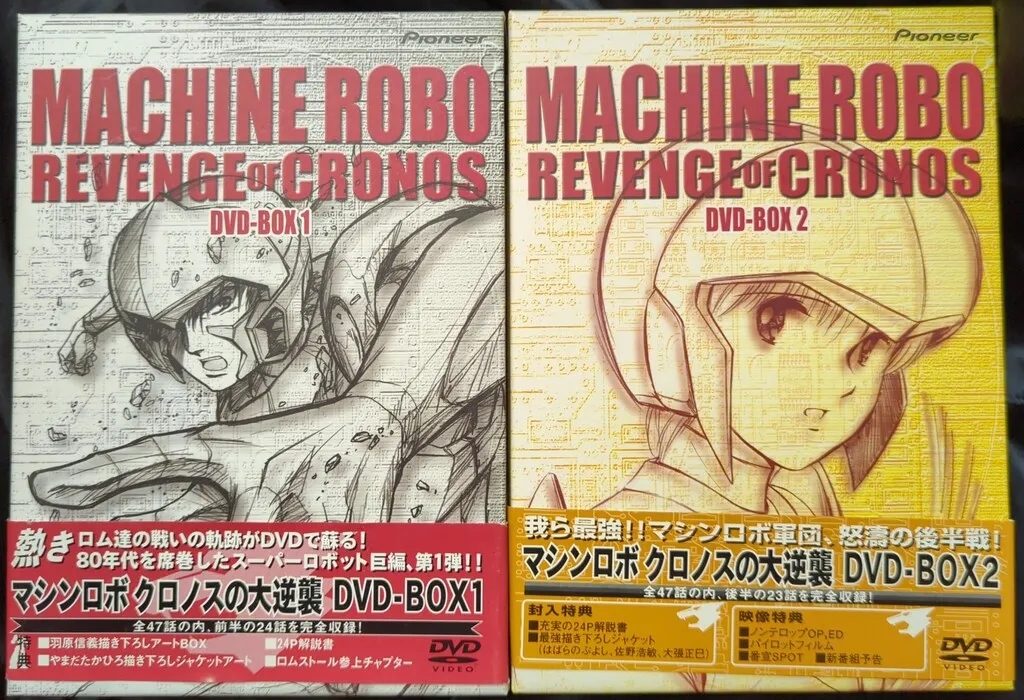 Pioneer
MACHINE ROBO
REVENGE OF CRONOS
DVD-BOX 1
熱き ロム達の戦いの軌跡がDVDで蘇る!
80年代を席巻したスーパーロボット巨編、第1弾!!
マシンロボ クロノスの大逆襲 DVD-BOX1
全47話の内、前半の24話を完全収録!
特典
■羽原信義描き下ろしアートBOX ■24P解説書
■やまだたかひろ描き下ろしジャケットアート ■ロムストール参上チャプター
DVD
VIDEO
Pioneer
MACHINE ROBO
REVENGE OF CRONOS
DVD-BOX 2
我ら最強!!マシンロボ軍団、怒濤の後半戦!
マシンロボ クロノスの大逆襲 DVD-BOX2
全47話の内、後半の23話を完全収録!
封入特典
■充実の24P解説書
■最強描き下ろしジャケット
(はばらのぶよし、佐野浩敏、大張正巳)
映像特典
■ノンテロップOP,ED
■パイロットフィルム
■番宣SPOT ■新番組予告
DVD
VIDEO